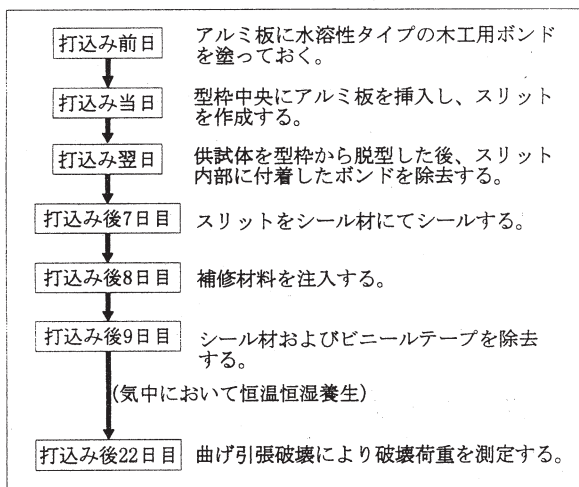 打込み前日
アルミ板に水溶性タイプの木工用ボンド
を塗っておく。
打込み当日
型枠中央にアルミ板を挿入し、スリット
を作成する。
打込み翌日
供試体を型枠から脱型した後、スリット
内部に付着したボンドを除去する。
打込み後7日目
スリットをシール材にてシールする。
打込み後8日目
補修材料を注入する。
打込み後9日目
シール材およびビニールテープを除去
する。
(気中において恒温恒湿養生)
打込み後22日目
曲げ引張破壊により破壊荷重を測定する。